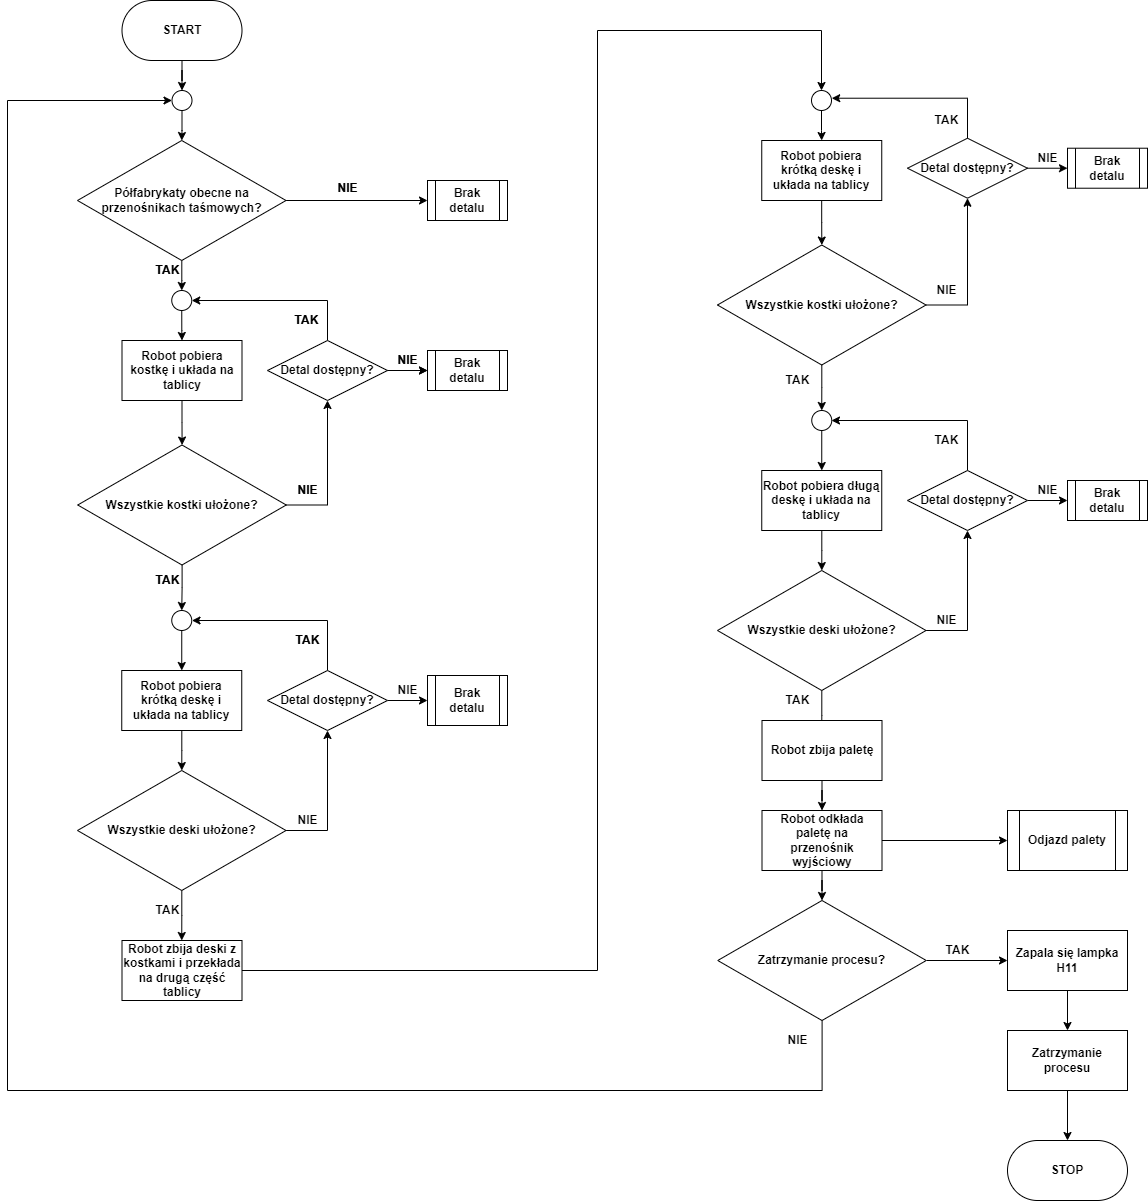 START
Półfabrykaty obecne na
przenośnikach taśmowych?
NIE
Brak
detalu
TAK
Robot pobiera
kostkę i układa na
tablicy
TAK
Detal dostępny?
NIE
Brak
detalu
Wszystkie kostki ułożone?
NIE
TAK
Robot pobiera
krótką deskę i
układa na tablicy
TAK
Detal dostępny?
NIE
Brak
detalu
Wszystkie deski ułożone?
NIE
TAK
Robot zbija deski z
kostkami i przekłada
na drugą część
tablicy
Robot pobiera
krótką deskę i
układa na tablicy
TAK
Detal dostępny?
NIE
Brak
detalu
Wszystkie kostki ułożone?
NIE
TAK
Robot pobiera długą
deskę i układa na
tablicy
TAK
Detal dostępny?
NIE
Brak
detalu
Wszystkie deski ułożone?
NIE
TAK
Robot zbija paletę
Robot odkłada
paletę na
przenośnik
wyjściowy
Odjazd palety
Zatrzymanie procesu?
TAK
Zapala się lampka
H11
NIE
Zatrzymanie
procesu
STOP